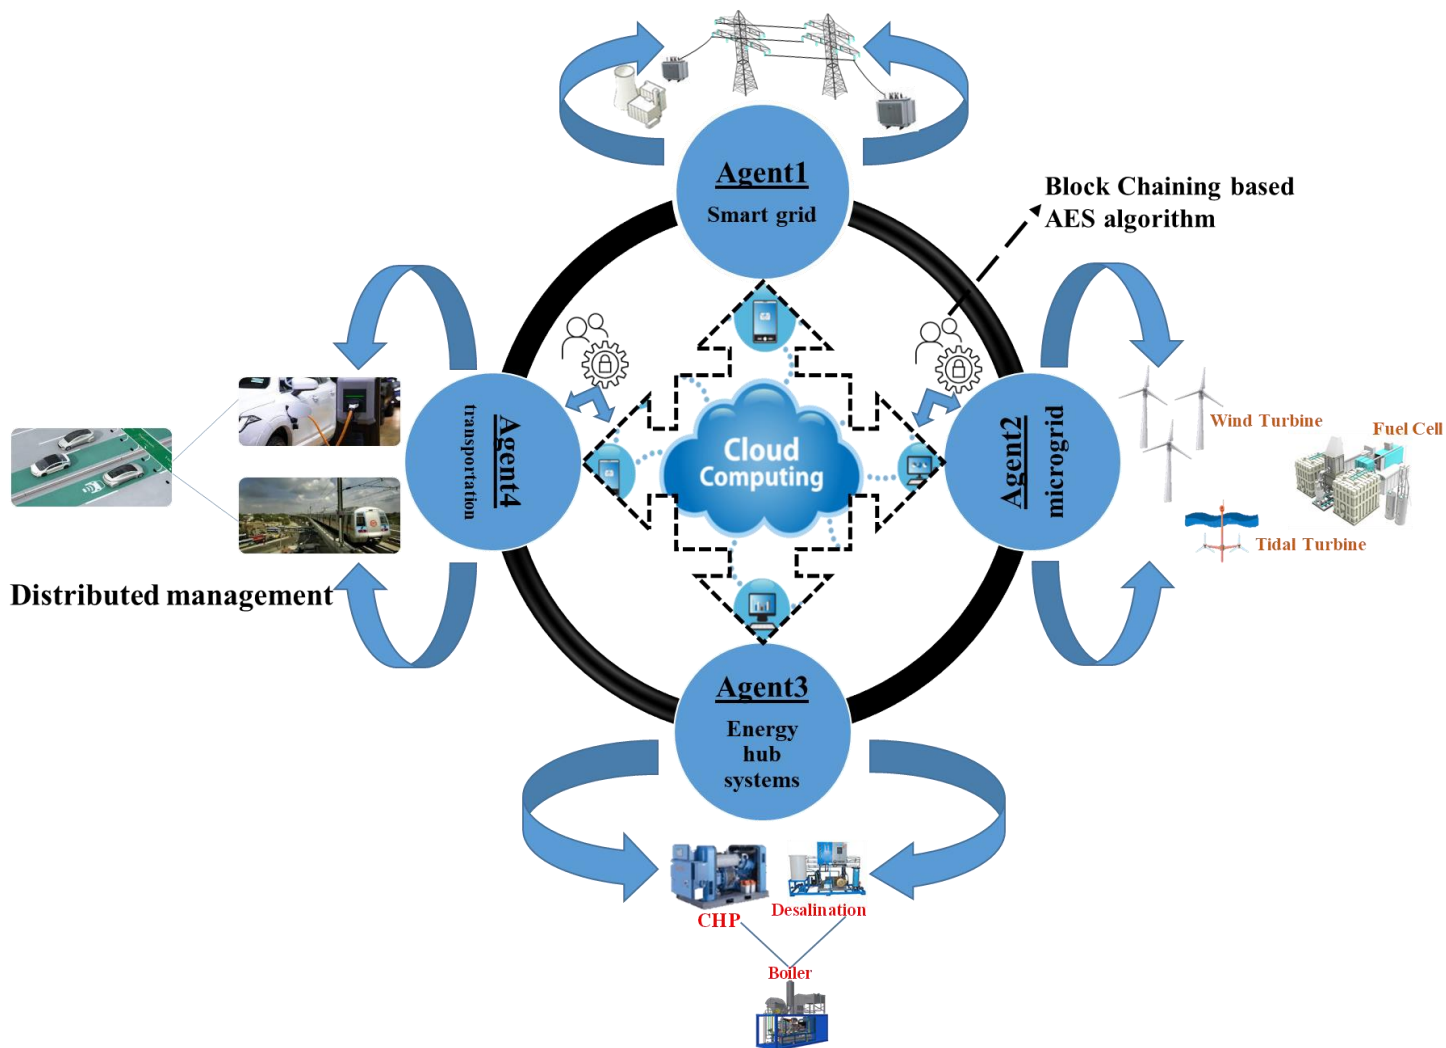 Agent1
Smart grid
Block Chaining based
AES algorithm
Agent4
transportation
Cloud
Computing
Agent2
microgrid
Wind Turbine
Fuel Cell
Tidal Turbine
Distributed management
Agent3
Energy
hub
systems
CHP
Desalination
Boiler